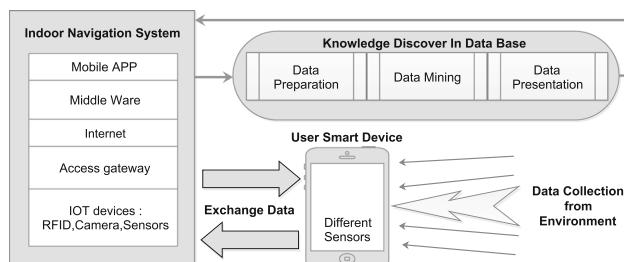 Indoor Navigation System
Mobile APP
Middle Ware
Internet
Access gateway
IOT devices :
RFID,Camera,Sensors
Knowledge Discover In Data Base
Data
Preparation
Data Mining
Data
Presentation
User Smart Device
Exchange Data
Different
Sensors
Data Collection
from
Environment